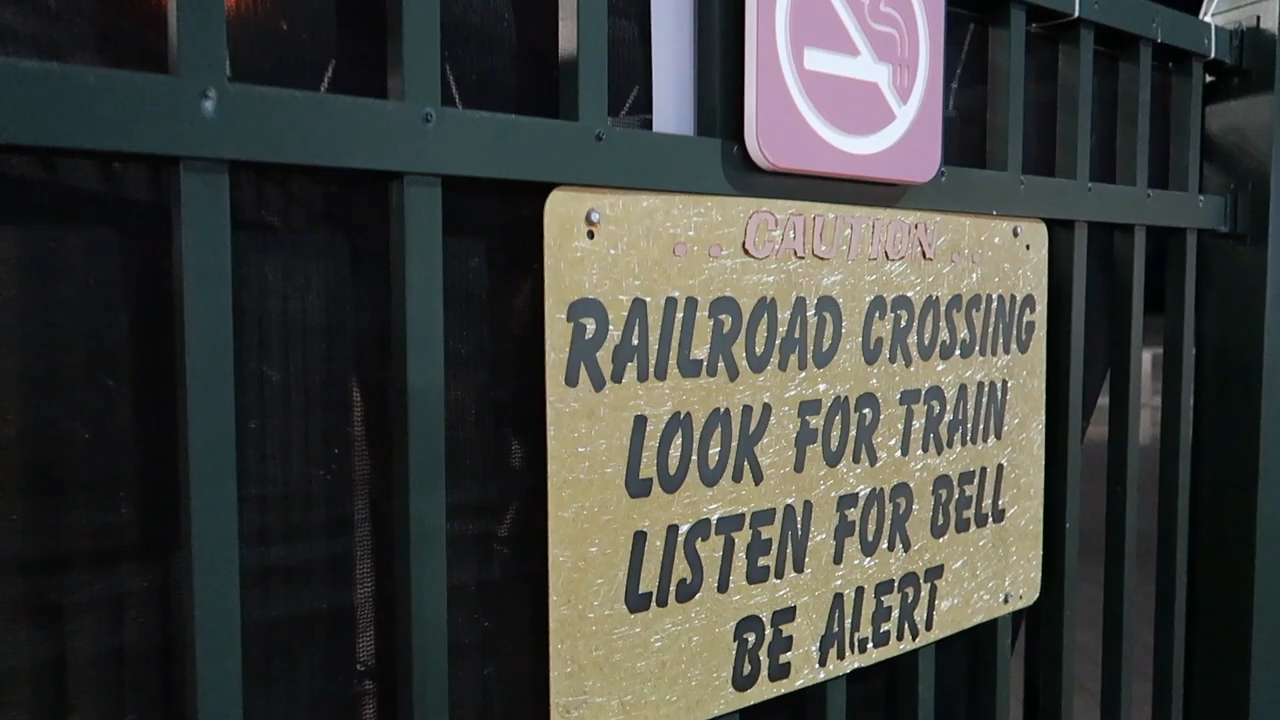 . . CAUTION . .
RAILROAD CROSSING
LOOK FOR TRAIN
LISTEN FOR BELL
BE ALERT